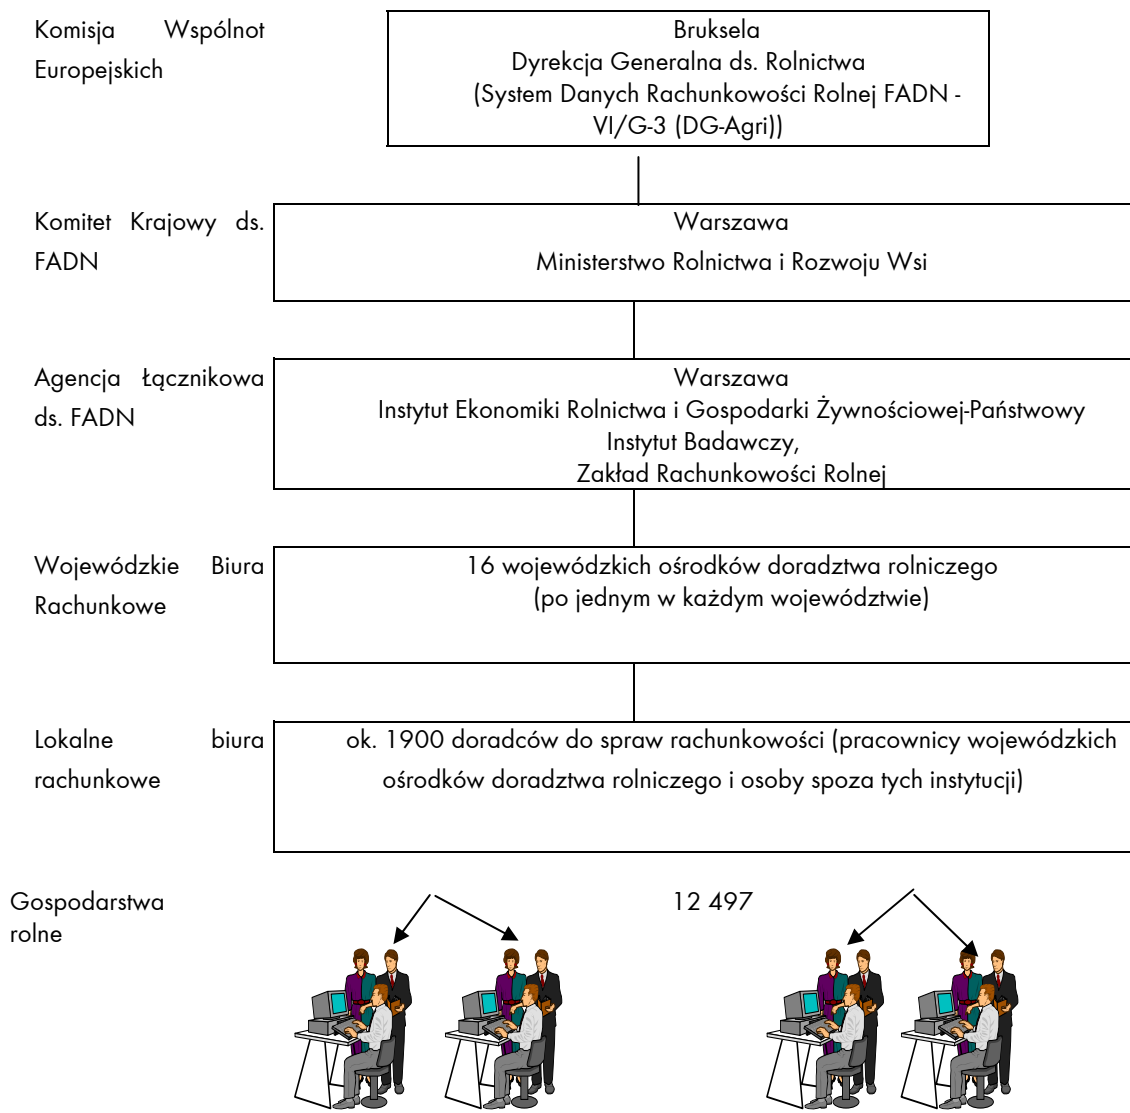 Komisja Wspólnot
Europejskich
Bruksela
Dyrekcja Generalna ds. Rolnictwa
(System Danych Rachunkowości Rolnej FADN -
VI/G-3 (DG-Agri))
Komitet Krajowy ds.
FADN
Warszawa
Ministerstwo Rolnictwa i Rozwoju Wsi
Agencja Łącznikowa
ds. FADN
Warszawa
Instytut Ekonomiki Rolnictwa i Gospodarki Żywnościowej-Państwowy
Instytut Badawczy,
Zakład Rachunkowości Rolnej
Wojewódzkie Biura
Rachunkowe
16 wojewódzkich ośrodków doradztwa rolniczego
(po jednym w każdym województwie)
Lokalne biura
rachunkowe
ok. 1900 doradców do spraw rachunkowości (pracownicy wojewódzkich
ośrodków doradztwa rolniczego i osoby spoza tych instytucji)
Gospodarstwa
rolne
12 497